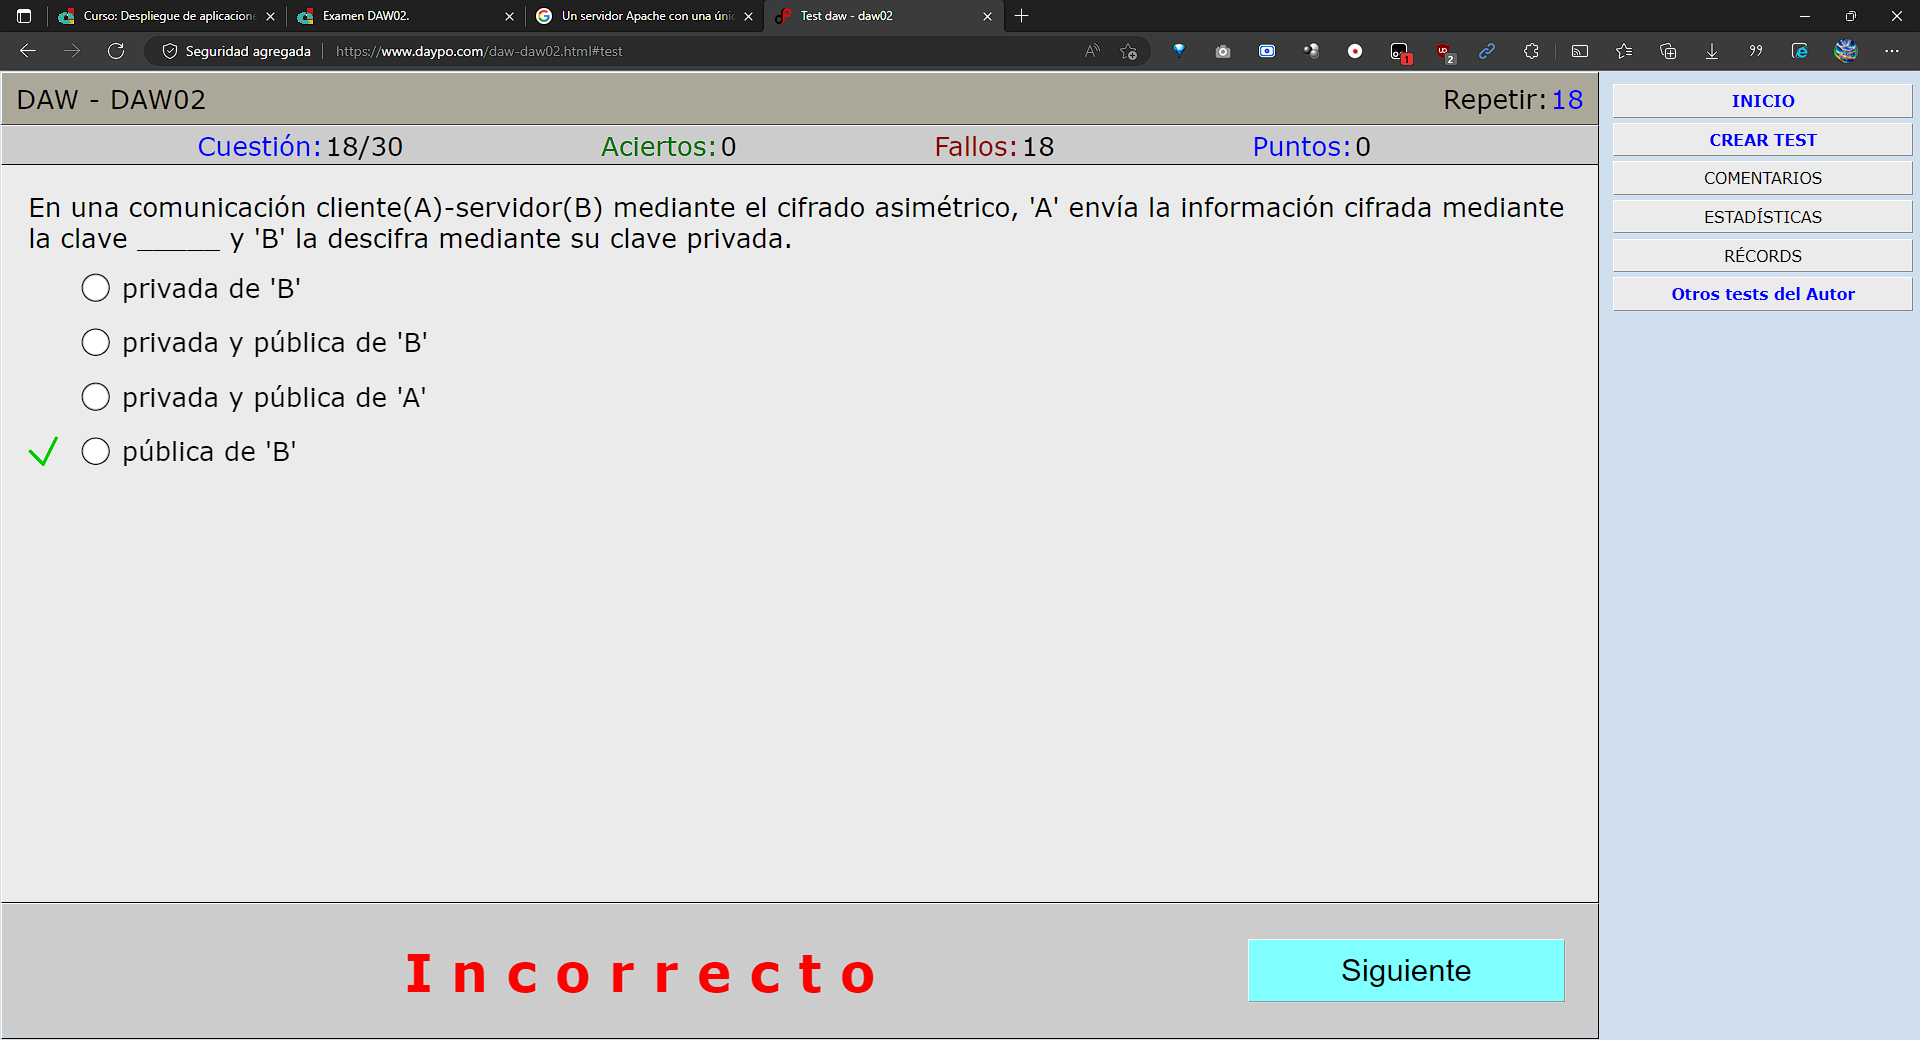 Curso: Despliegue de aplicacione
Examen DAW02.
Un servidor Apache con una únic
Test daw - daw02
Seguridad agregada
https://www.daypo.com/daw-daw02.html#test
1
2
DAW - DAW02
Repetir: 18
Cuestión: 18/30
Aciertos: 0
Fallos: 18
Puntos: 0
En una comunicación cliente(A)-servidor(B) mediante el cifrado asimétrico, 'A' envía la información cifrada mediante
la clave _____ y 'B' la descifra mediante su clave privada.
privada de 'B'
privada y pública de 'B'
privada y pública de 'A'
pública de 'B'
Incorrecto
Siguiente
INICIO
CREAR TEST
COMENTARIOS
ESTADÍSTICAS
RÉCORDS
Otros tests del Autor